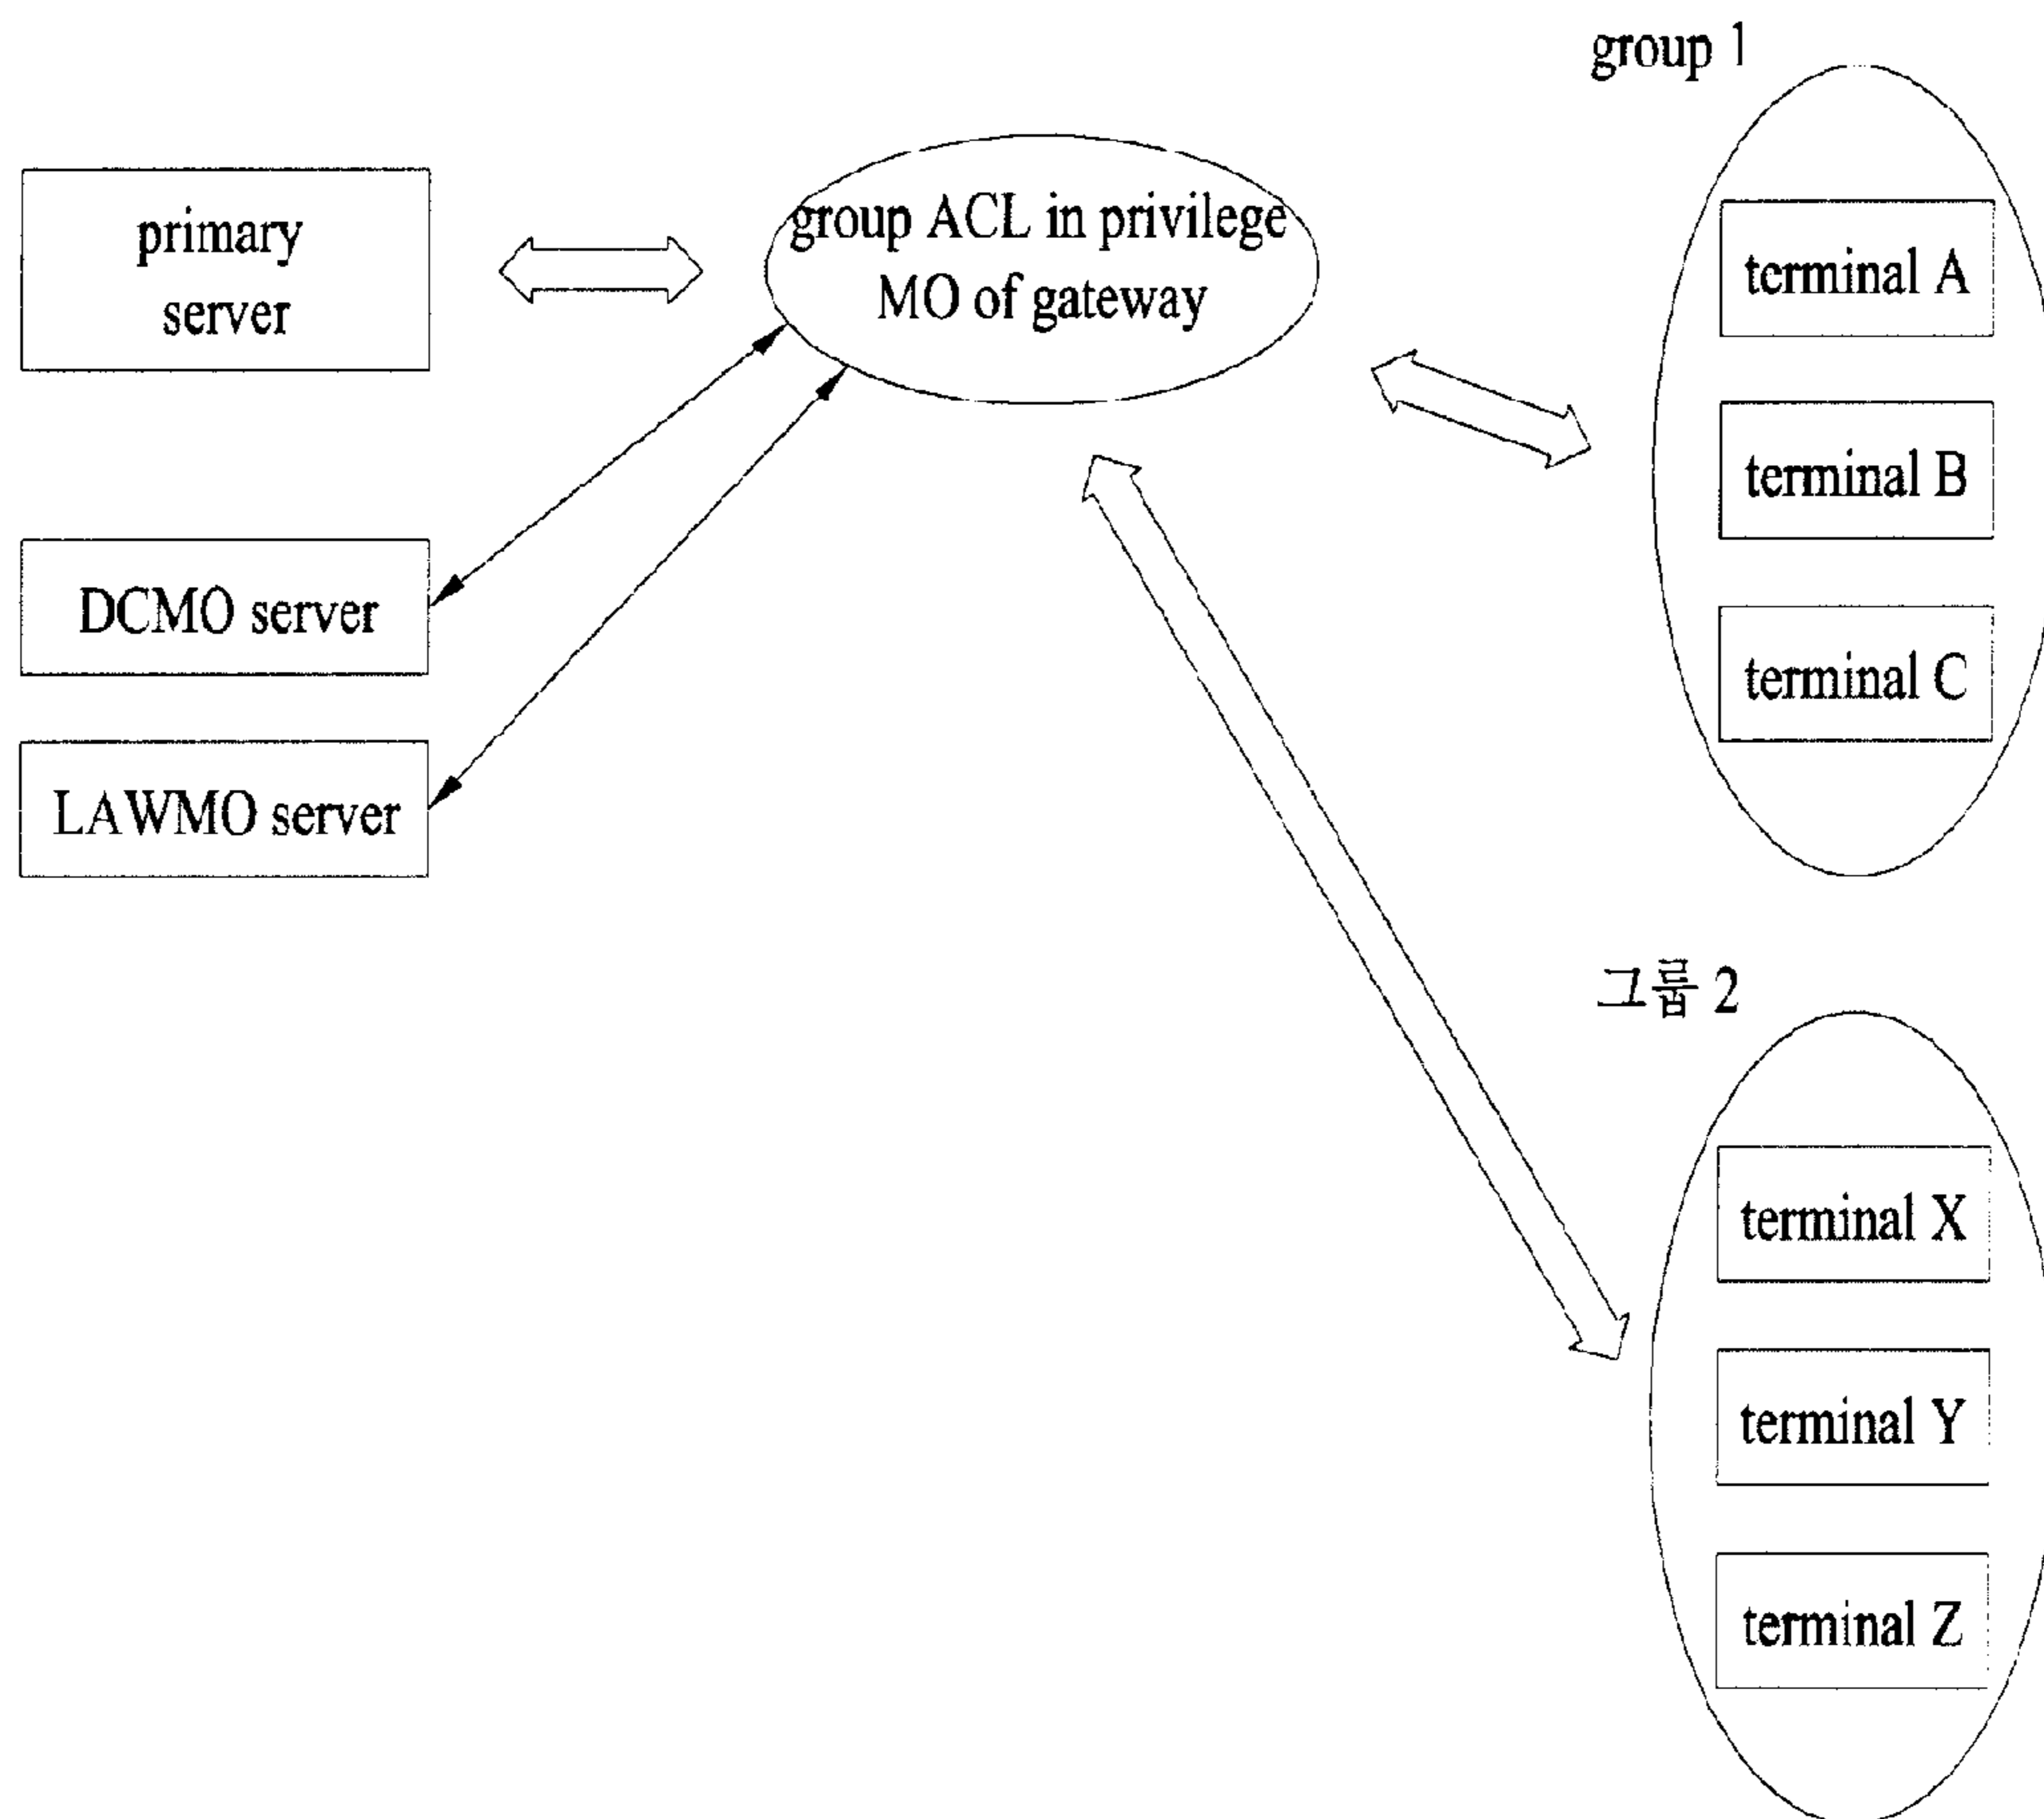 group 1
primary
server
group ACL in privilege
MO of gateway
terminal A
terminal B
terminal C
DCMO server
LAWMO server
그룹 2
terminal X
terminal Y
terminal Z